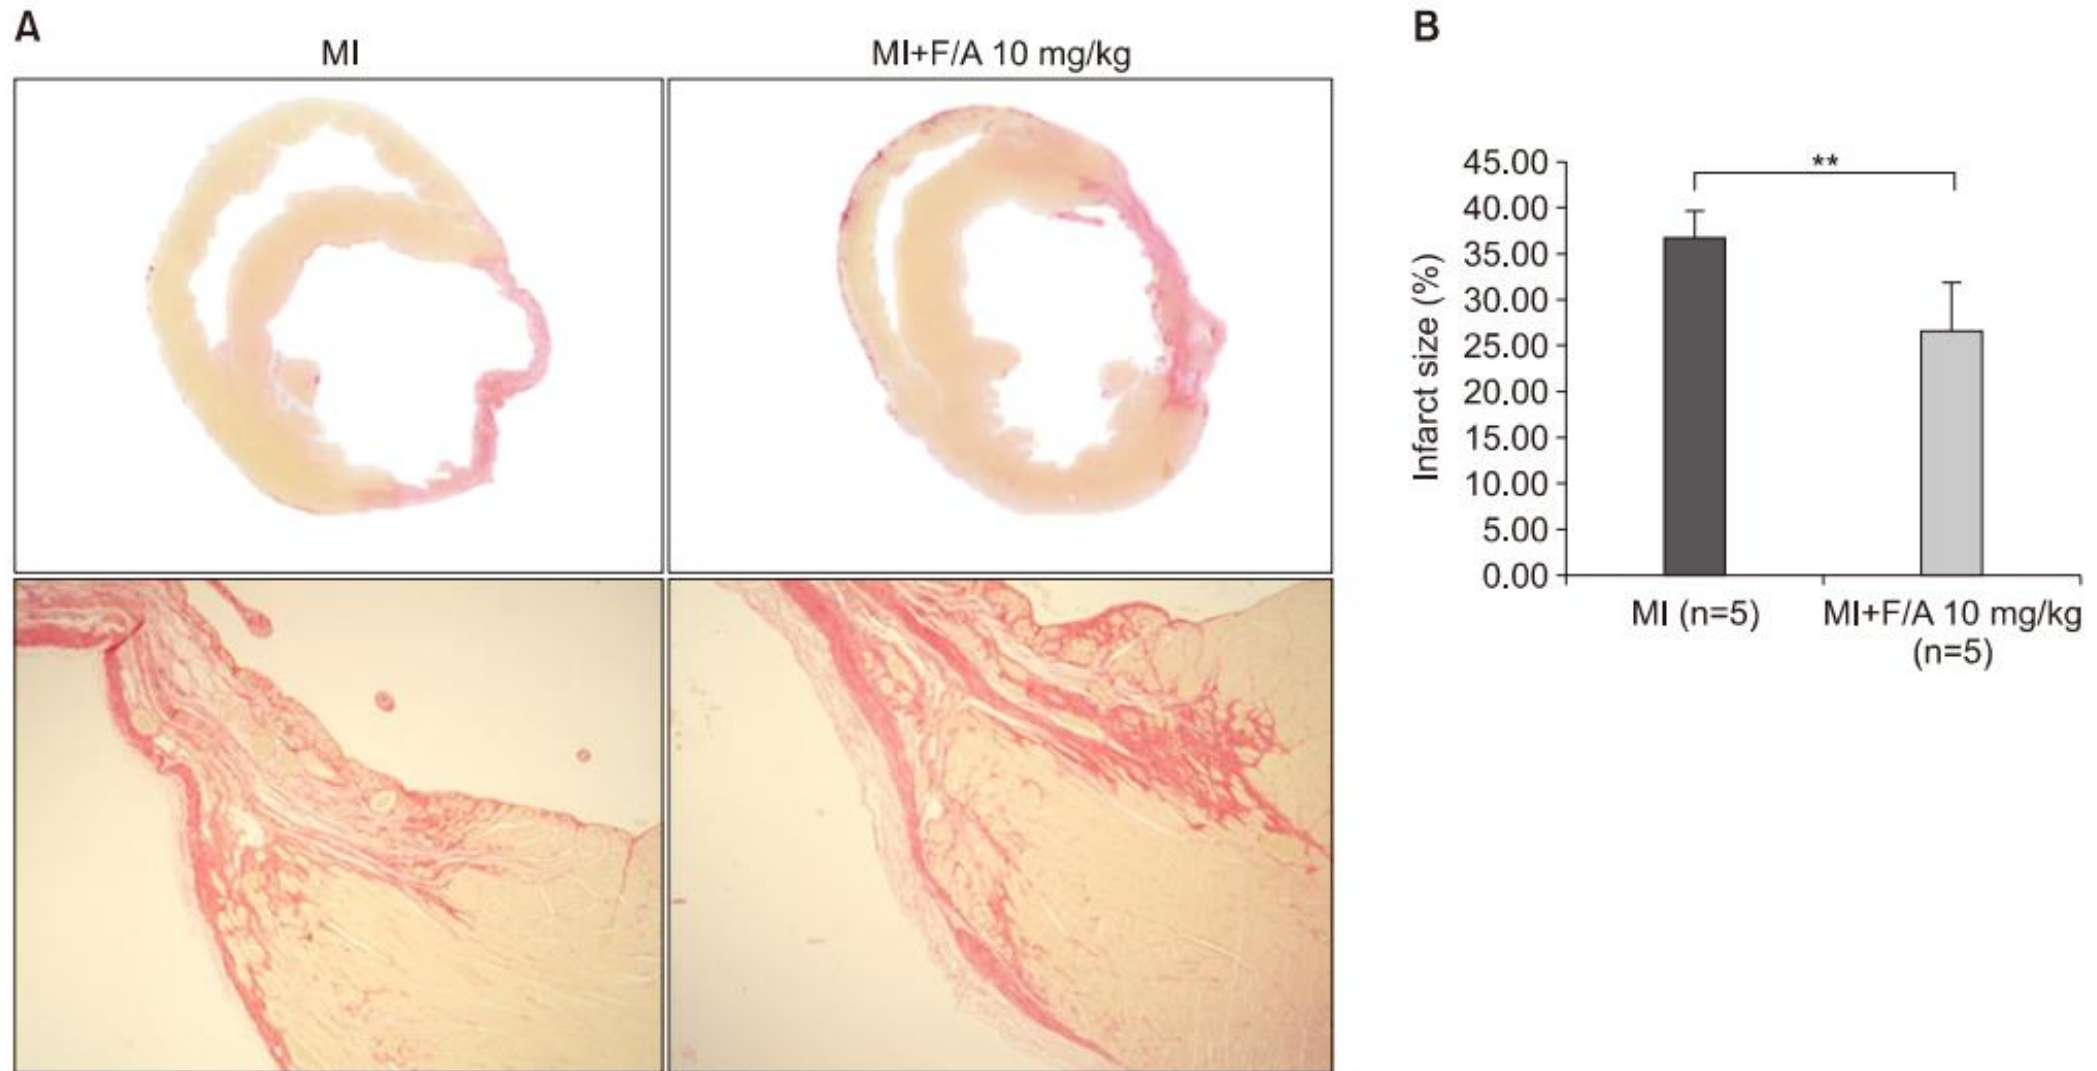 A
MI
MI+F/A 10 mg/kg
B
**
45.00
40.00
35.00
30.00
25.00
20.00
15.00
10.00
5.00
0.00
Infarct size (%)
MI (n=5)
MI+F/A 10 mg/kg
(n=5)